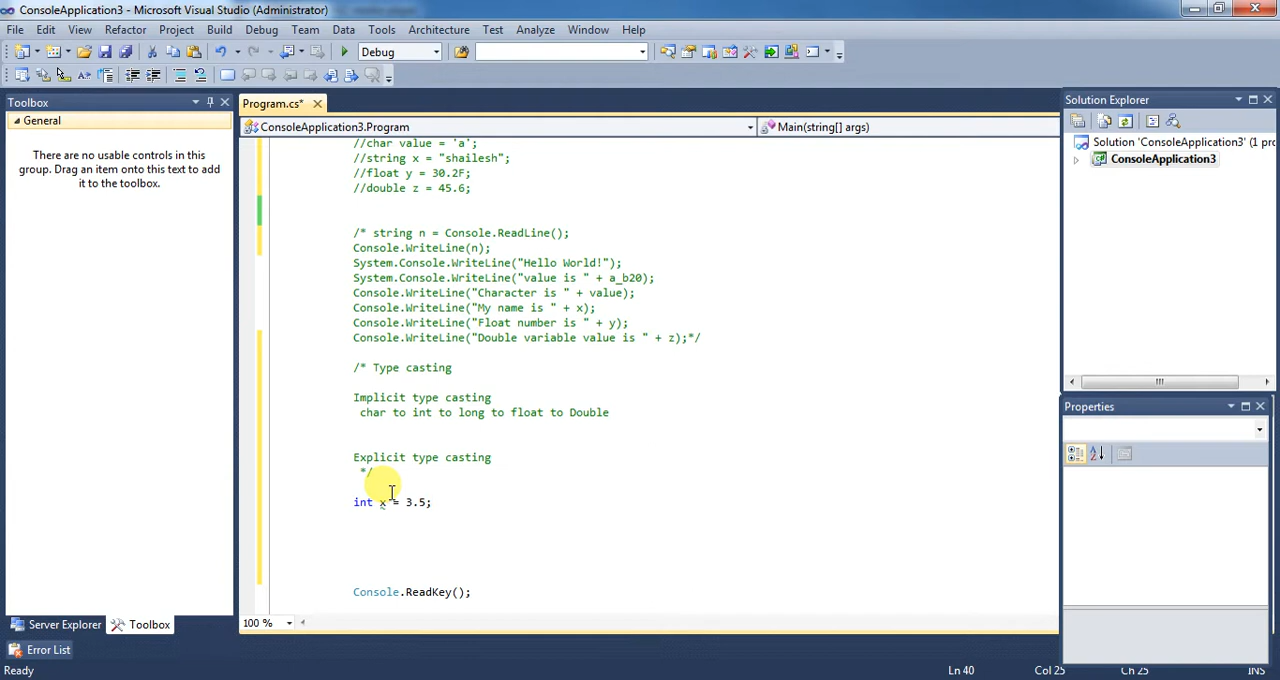 ConsoleApplication3 - Microsoft Visual Studio (Administrator)
File Edit View Refactor Project Build Debug Team Data Tools Architecture Test Analyze Window Help
Debug
Toolbox
General
There are no usable controls in this
group. Drag an item onto this text to add
it to the toolbox.
Server Explorer Toolbox
Error List
Program.cs*
ConsoleApplication3.Program Main(string[] args)
//char value = 'a';
//string x = "shailesh";
//float y = 30.2F;
//double z = 45.6;
/* string n = Console.ReadLine();
Console.WriteLine(n);
System.Console.WriteLine("Hello World!");
System.Console.WriteLine("value is " + a_b20);
Console.WriteLine("Character is " + value);
Console.WriteLine("My name is " + x);
Console.WriteLine("Float number is " + y);
Console.WriteLine("Double variable value is " + z);*/
/* Type casting
Implicit type casting
char to int to long to float to Double
Explicit type casting
*/
int x = 3.5;
Console.ReadKey();
100 %
Solution Explorer
Solution 'ConsoleApplication3' (1 pro
ConsoleApplication3
Properties
Ready Ln 40 Col 25 Ch 25 INS